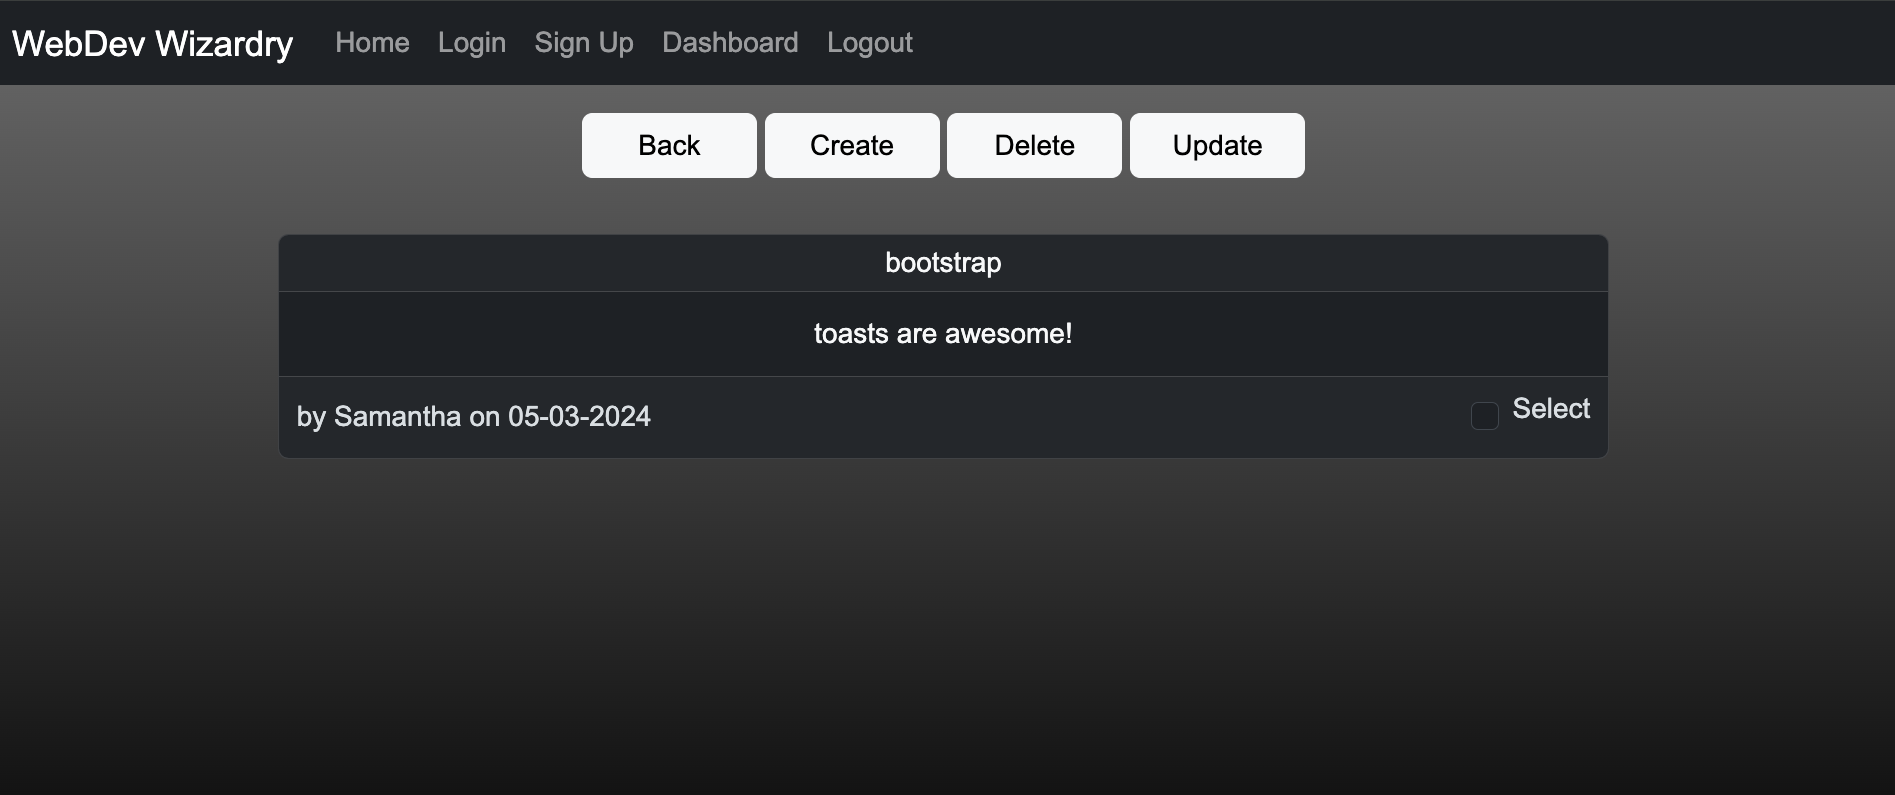 WebDev Wizardry Home Login Sign Up Dashboard Logout
Back Create Delete Update
bootstrap
toasts are awesome!
by Samantha on 05-03-2024 Select